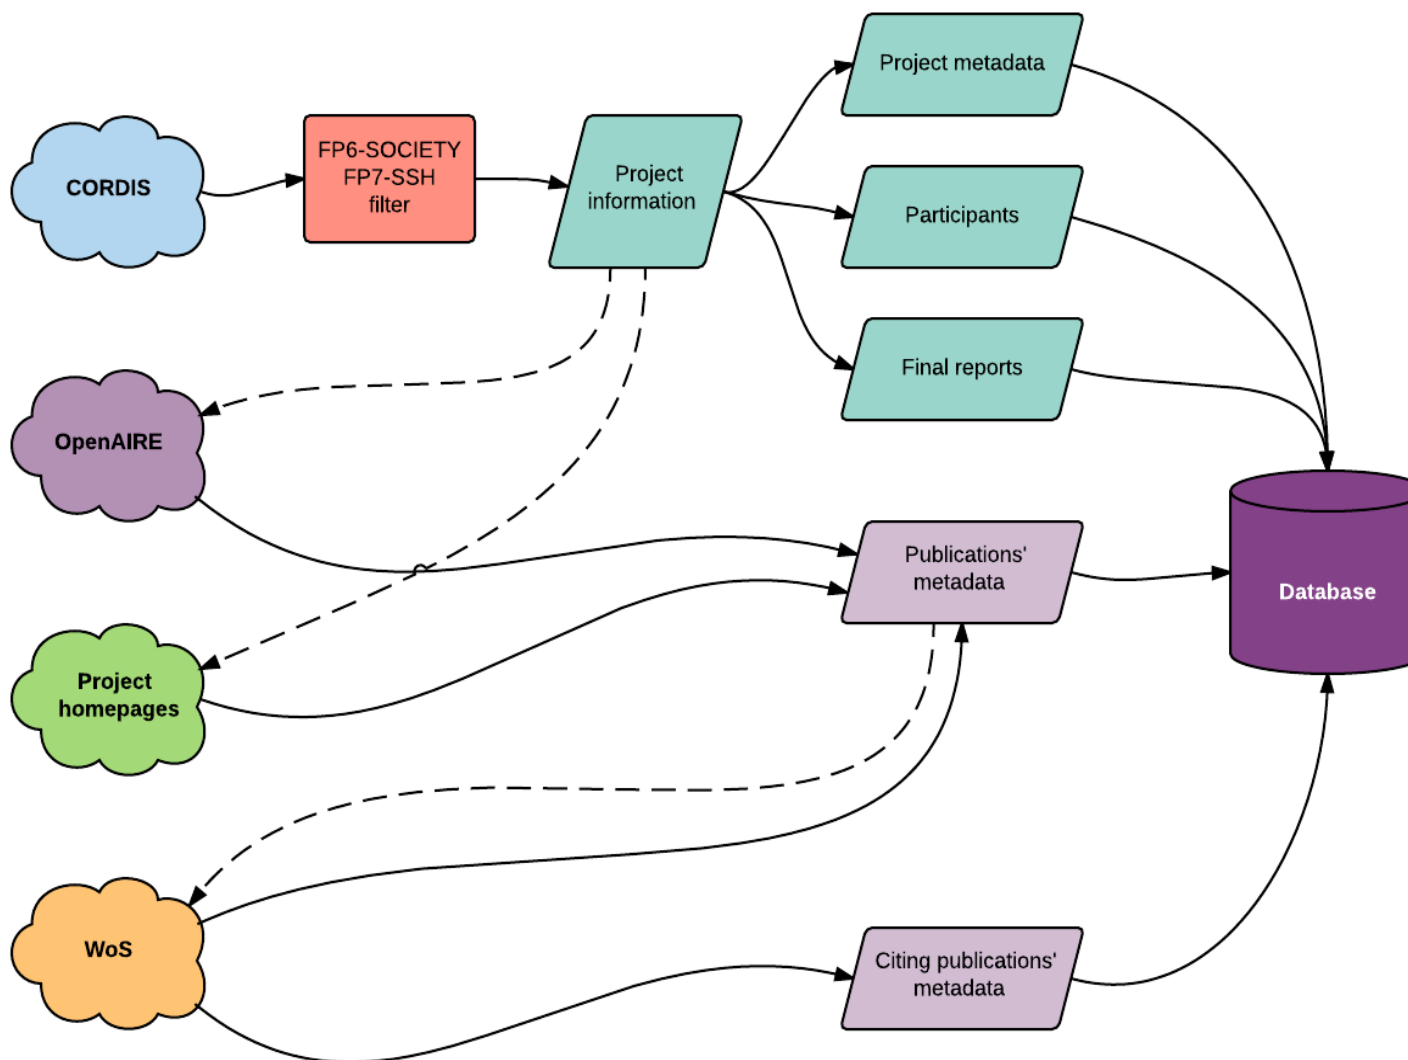 CORDIS
FP6-SOCIETY
FP7-SSH
filter
Project
information
Project metadata
Participants
Final reports
OpenAIRE
Publications'
metadata
Database
Project
homepages
WoS
Citing publications'
metadata